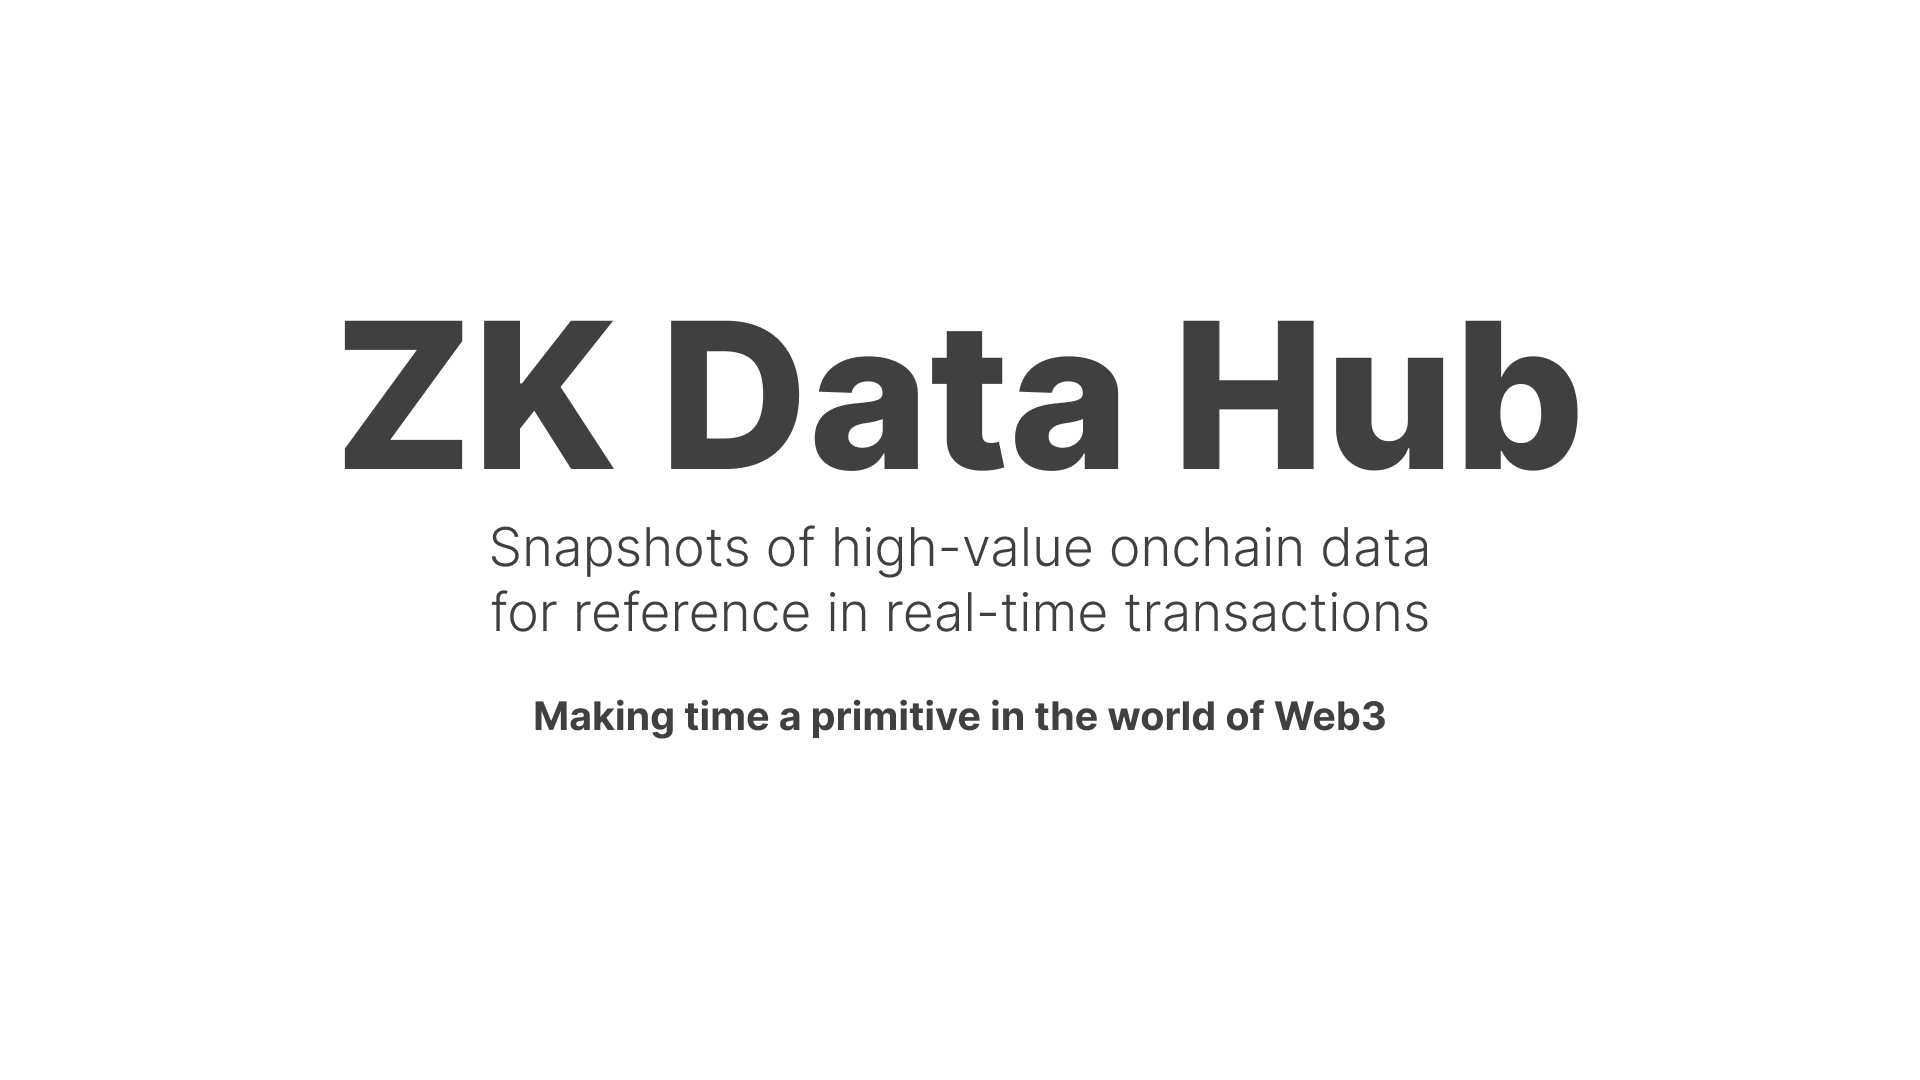 ZK Data Hub
Snapshots of high-value onchain data
for reference in real-time transactions
Making time a primitive in the world of Web3